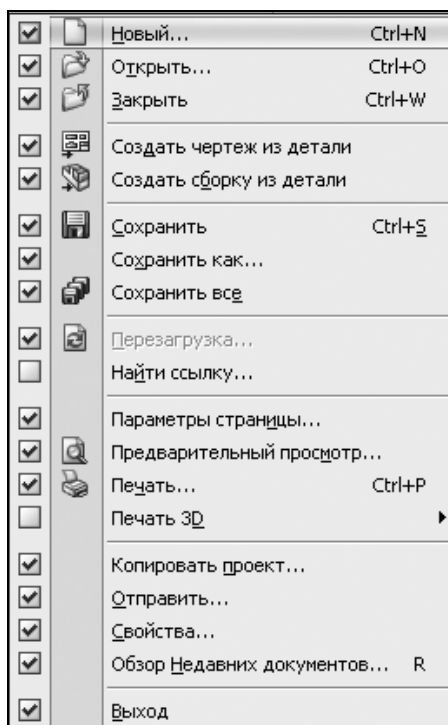 Новый... Ctrl+N
Открыть... Ctrl+O
Закрыть Ctrl+W
Создать чертеж из детали
Создать сборку из детали
Сохранить Ctrl+S
Сохранить как...
Сохранить все
Перезагрузка...
Найти ссылку...
Параметры страницы...
Предварительный просмотр...
Печать... Ctrl+P
Печать 3D
Копировать проект...
Отправить...
Свойства...
Обзор Недавних документов... R
Выход